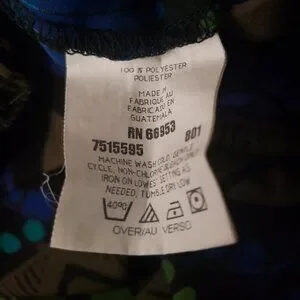 100 % POLYESTER
POLIESTER
MADE IN
FABRIQUE AU
FABRICADO EN
GUATEMALA
RN 66953
7515595 801
MACHINE WASH COLD, GENTLE
CYCLE, NON-CHLORINE BLEACH ONLY
IRON ON LOWEST SETTING AS
NEEDED, TUMBLE DRY LOW
40°C
OVER/AU VERSO